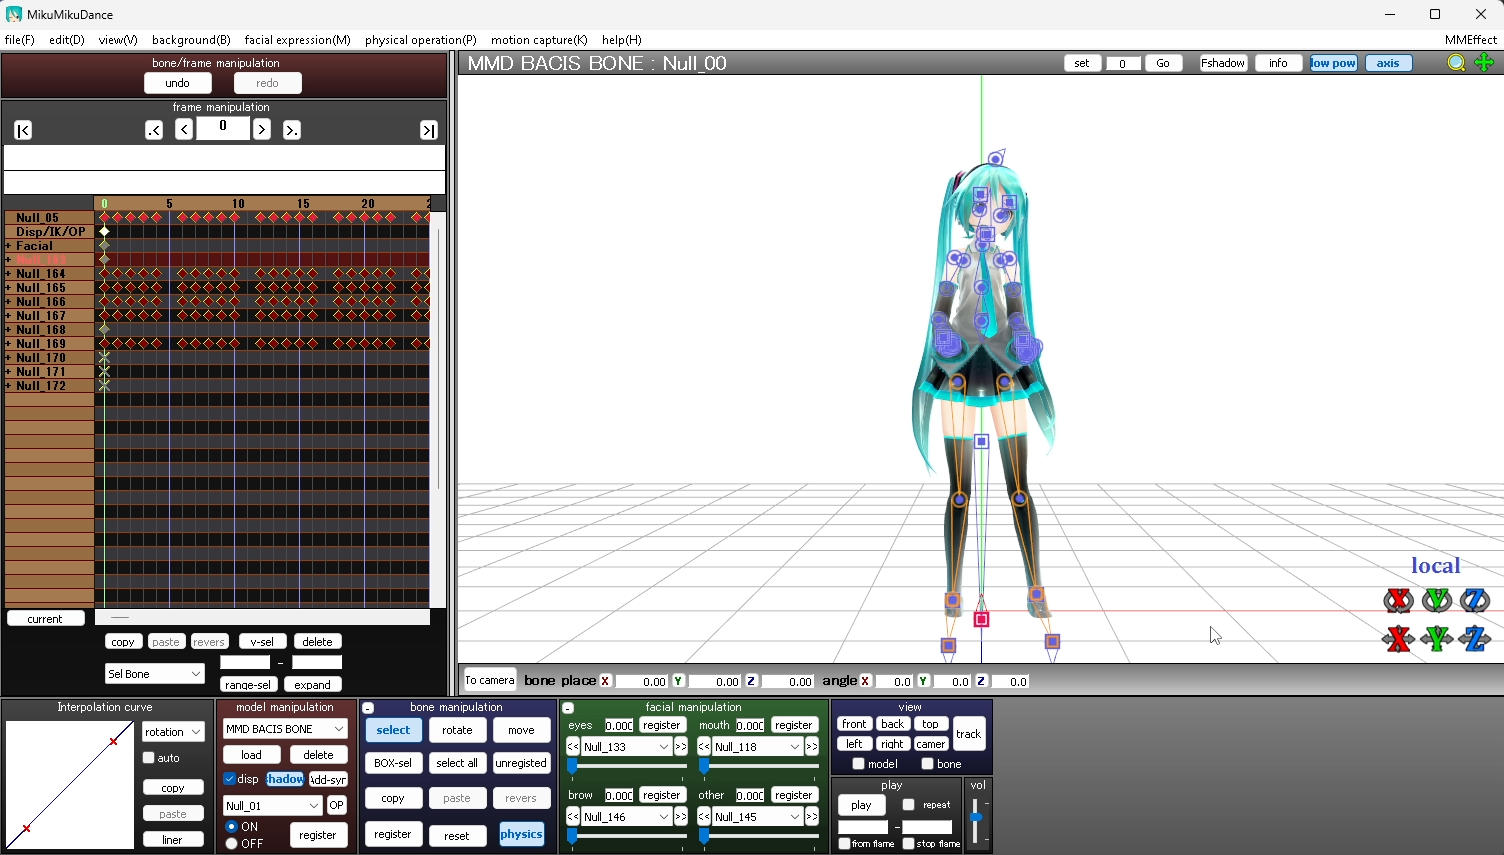 MikuMikuDance
file(F) edit(D) view(V) background(B) facial expression(M) physical operation(P) motion capture(K) help(H) MMEffect
bone/frame manipulation
undo redo
frame manipulation
|< .< < 0 > >. >|
0 5 10 15 20 2
Null_05
Disp/IK/OP
+ Facial
+ Null_163
+ Null_164
+ Null_165
+ Null_166
+ Null_167
+ Null_168
+ Null_169
+ Null_170
+ Null_171
+ Null_172
current
copy paste revers v-sel delete
Sel Bone -
range-sel expand
MMD BACIS BONE : Null_00
set 0 Go Fshadow info low pow axis
local
X Y Z
X Y Z
To camera bone place X 0.00 Y 0.00 Z 0.00 angle X 0.0 Y 0.0 Z 0.0
Interpolation curve
rotation
auto
copy
paste
liner
model manipulation
MMD BACIS BONE
load delete
disp shadow Add-syn
Null_01 OP
ON
OFF
register
- bone manipulation
select rotate move
BOX-sel select all unregisted
copy paste revers
register reset physics
- facial manipulation
eyes 0.000 register mouth 0.000 register
<< Null_133 >> << Null_118 >>
brow 0.000 register other 0.000 register
<< Null_146 >> << Null_145 >>
view
front back top
left right camer
track
model bone
play
play repeat
-
from flame stop flame
vol